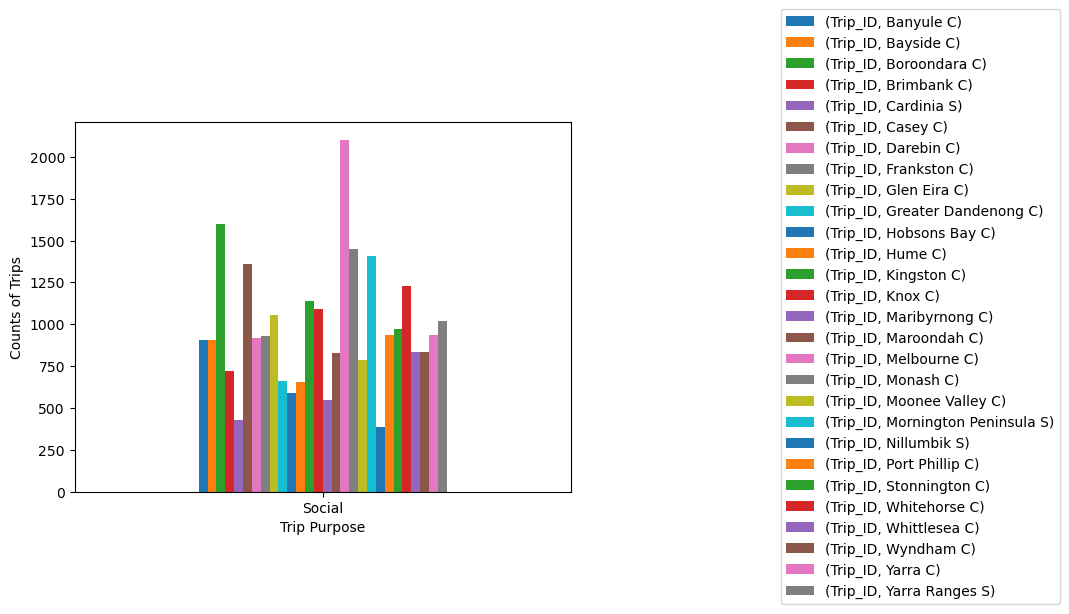 2000
1750
1500
1250
1000
750
500
250
0
Counts of Trips
Social
Trip Purpose
(Trip_ID, Banyule C)
(Trip_ID, Bayside C)
(Trip_ID, Boroondara C)
(Trip_ID, Brimbank C)
(Trip_ID, Cardinia S)
(Trip_ID, Casey C)
(Trip_ID, Darebin C)
(Trip_ID, Frankston C)
(Trip_ID, Glen Eira C)
(Trip_ID, Greater Dandenong C)
(Trip_ID, Hobsons Bay C)
(Trip_ID, Hume C)
(Trip_ID, Kingston C)
(Trip_ID, Knox C)
(Trip_ID, Maribyrnong C)
(Trip_ID, Maroondah C)
(Trip_ID, Melbourne C)
(Trip_ID, Monash C)
(Trip_ID, Moonee Valley C)
(Trip_ID, Mornington Peninsula S)
(Trip_ID, Nillumbik S)
(Trip_ID, Port Phillip C)
(Trip_ID, Stonnington C)
(Trip_ID, Whitehorse C)
(Trip_ID, Whittlesea C)
(Trip_ID, Wyndham C)
(Trip_ID, Yarra C)
(Trip_ID, Yarra Ranges S)